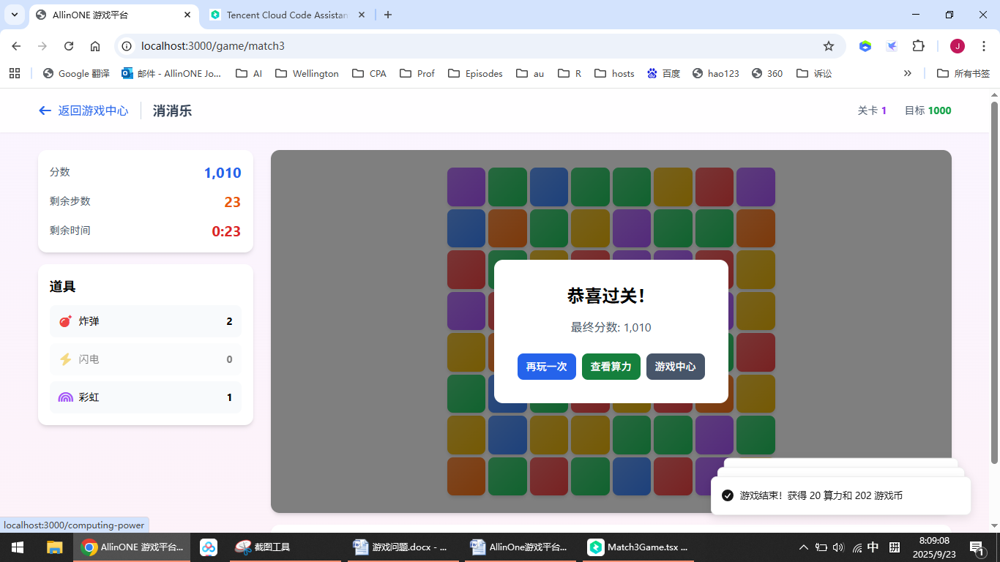 AllinONE 游戏平台
Tencent Cloud Code Assistan
localhost:3000/game/match3
J
Google 翻译
邮件 - AllinONE Jo...
AI
Wellington
CPA
Prof
Episodes
au
R
hosts
百度
hao123
360
诉讼
所有书签
返回游戏中心
消消乐
关卡 1
目标 1000
分数
1,010
剩余步数
23
剩余时间
0:23
道具
炸弹
2
闪电
0
彩虹
1
恭喜过关！
最终分数: 1,010
再玩一次
查看算力
游戏中心
游戏结束！获得 20 算力和 202 游戏币
localhost:3000/computing-power
AllinONE 游戏平台...
截图工具
游戏问题.docx - ...
AllinOne游戏平台...
Match3Game.tsx ...
中
拼
8:09:08
2025/9/23
1